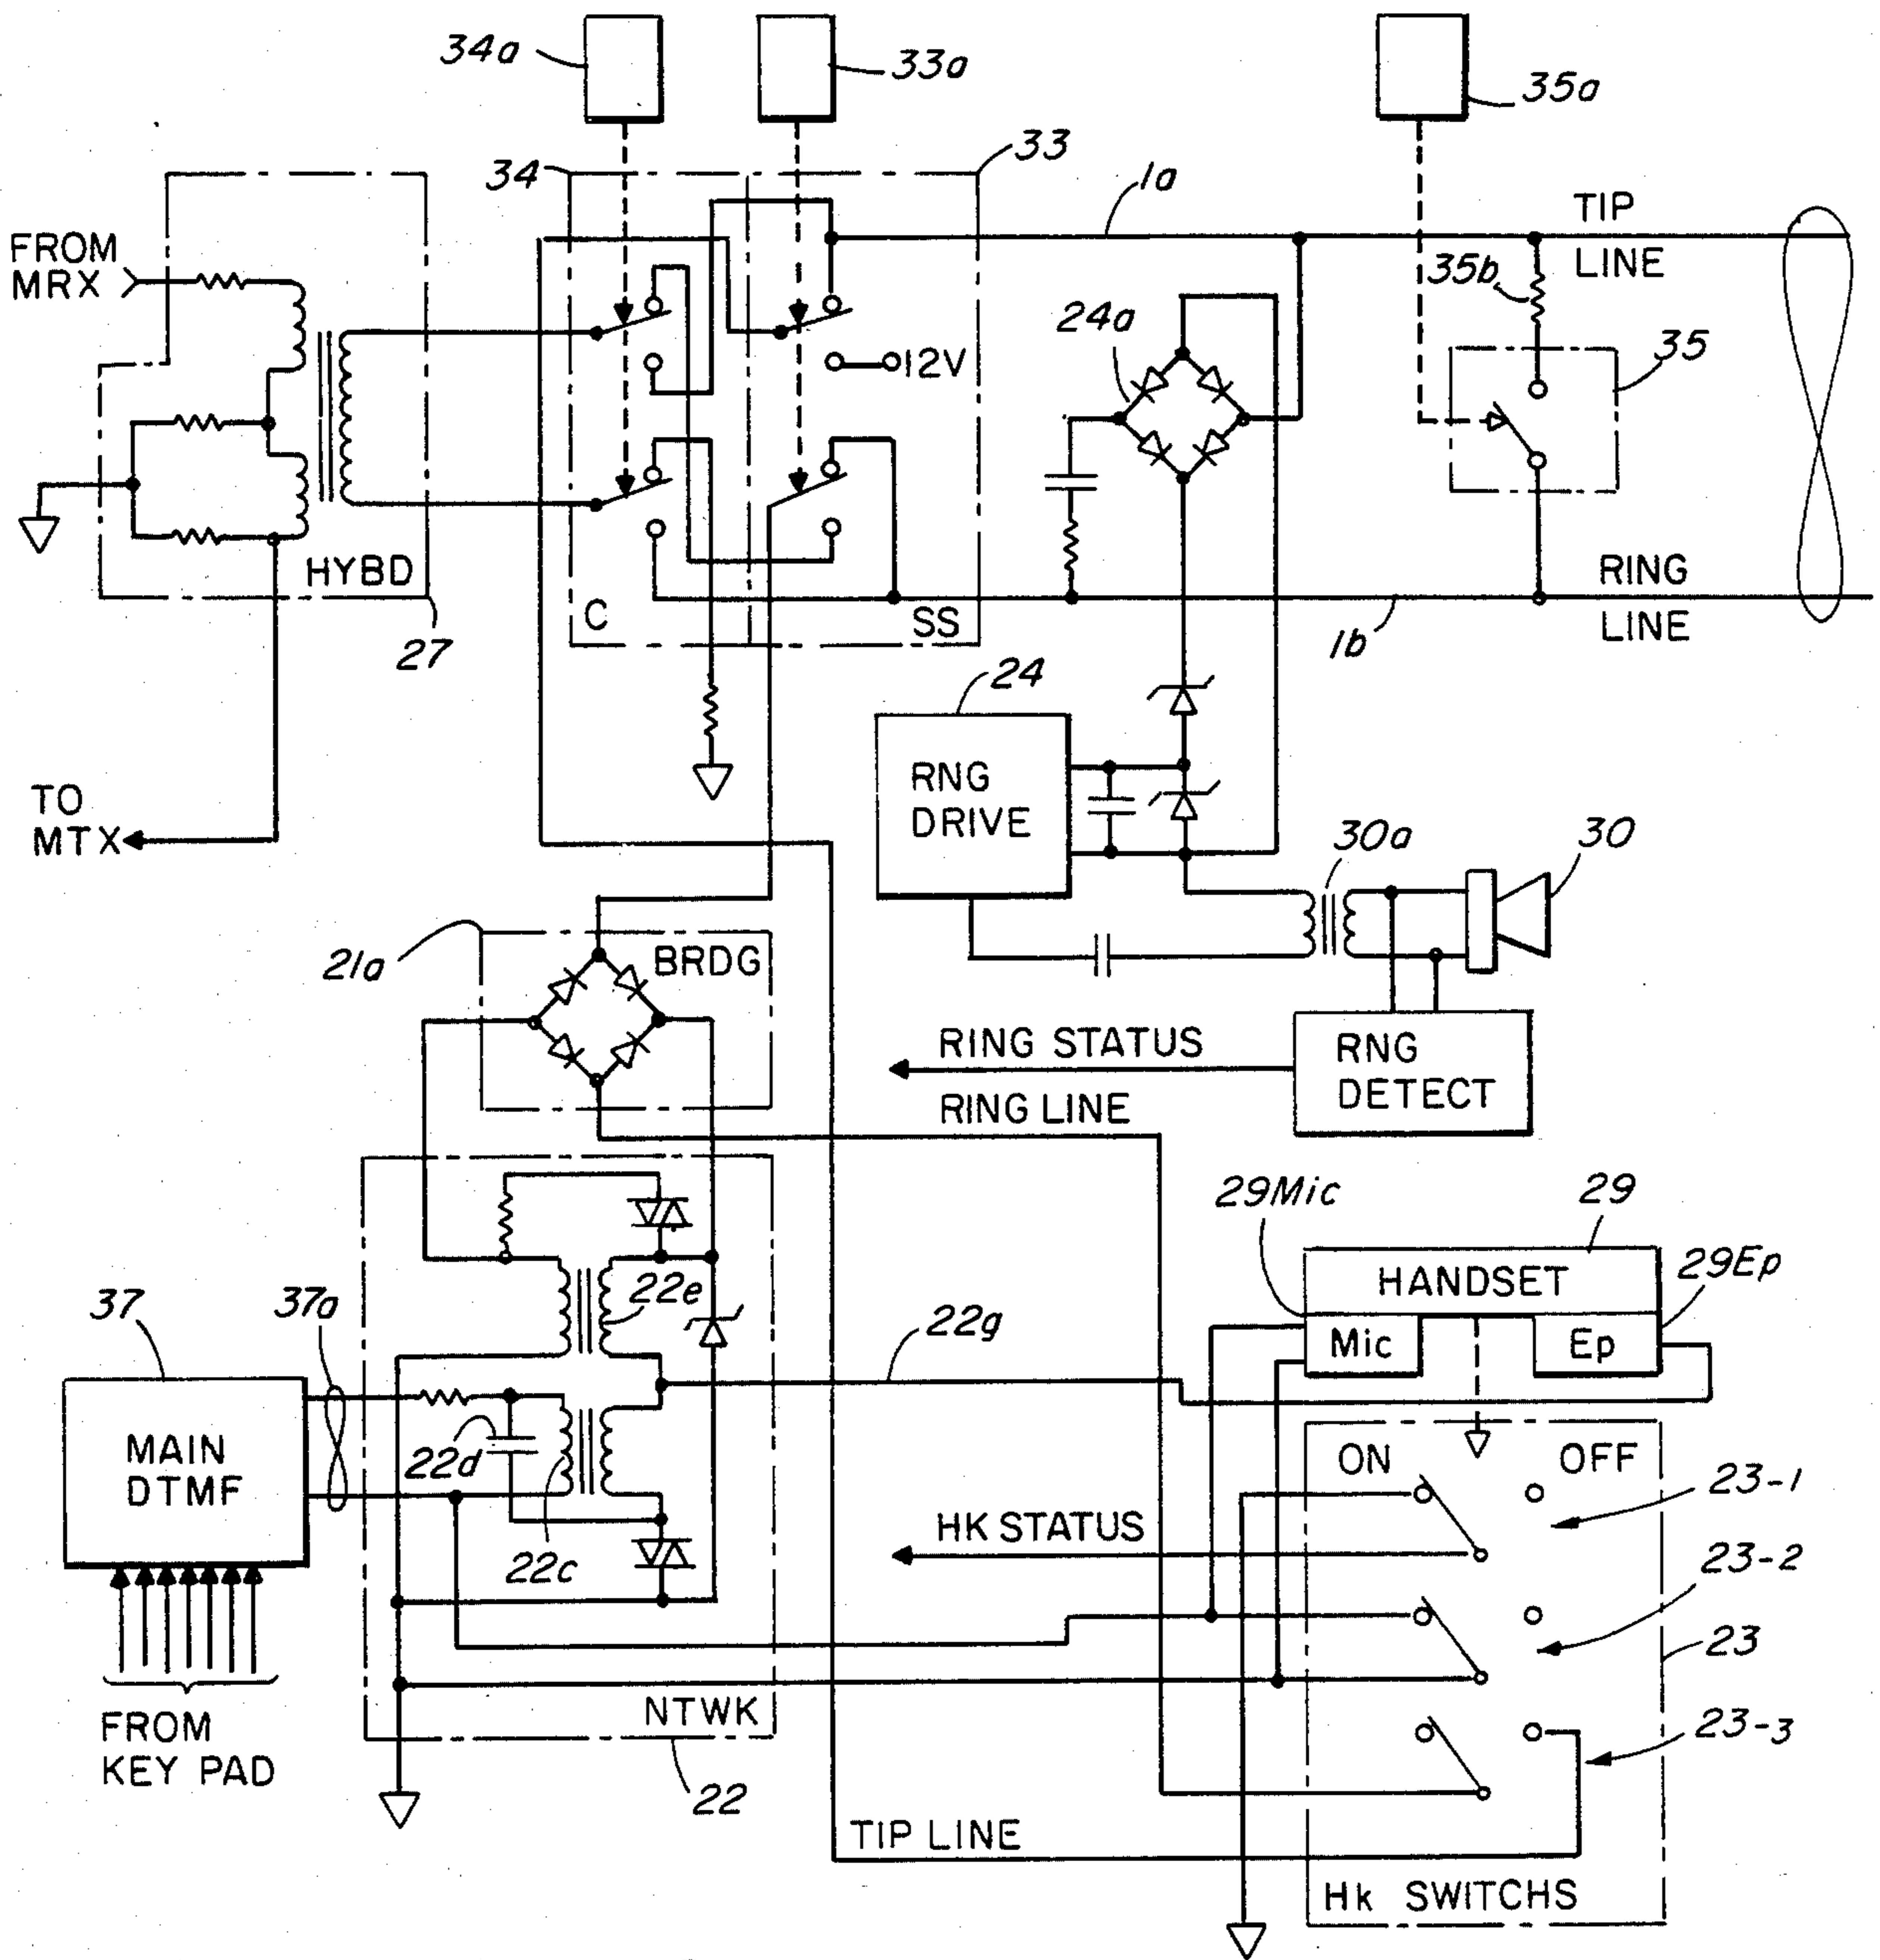 34a
33a
35a
34
33
1a
TIP
LINE
FROM
MRX
35b
24a
35
12V
HYBD
C
SS
RING
LINE
27
1b
24
TO
MTX
RNG
DRIVE
30a
30
21a
BRDG
RING STATUS
RNG
DETECT
RING LINE
29Mic
29
37
37a
22e
22g
HANDSET
29Ep
Mic
Ep
MAIN
DTMF
22d
ON
OFF
23-1
HK STATUS
22c
23-2
23
FROM
KEY PAD
NTWK
23-3
22
TIP LINE
Hk SWITCHS